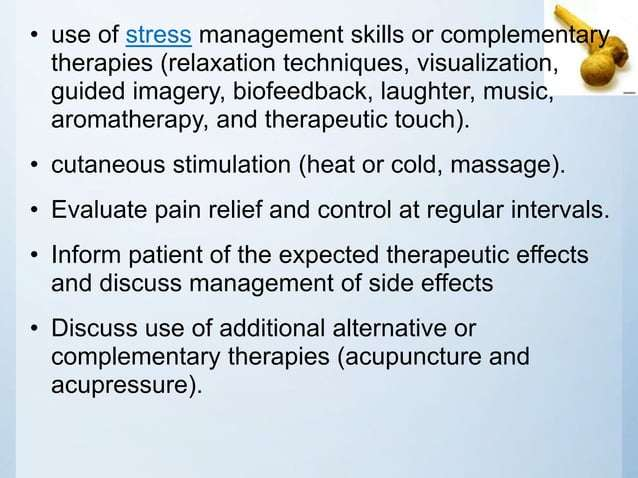 • use of stress management skills or complementary
therapies (relaxation techniques, visualization,
guided imagery, biofeedback, laughter, music,
aromatherapy, and therapeutic touch).
• cutaneous stimulation (heat or cold, massage).
• Evaluate pain relief and control at regular intervals.
• Inform patient of the expected therapeutic effects
and discuss management of side effects
• Discuss use of additional alternative or
complementary therapies (acupuncture and
acupressure).